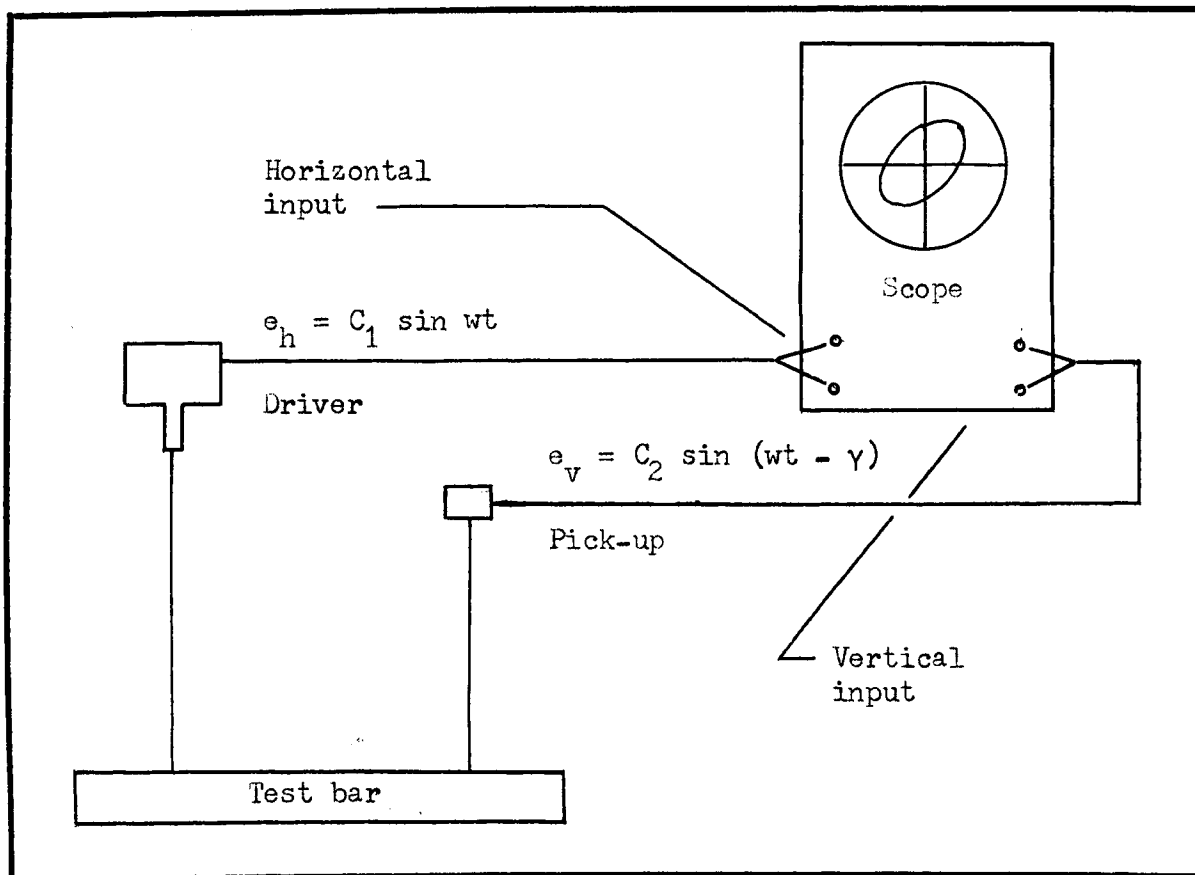 Horizontal
input
Scope
e_h = C_1 sin wt
Driver
e_v = C_2 sin (wt - γ)
Pick-up
Vertical
input
Test bar